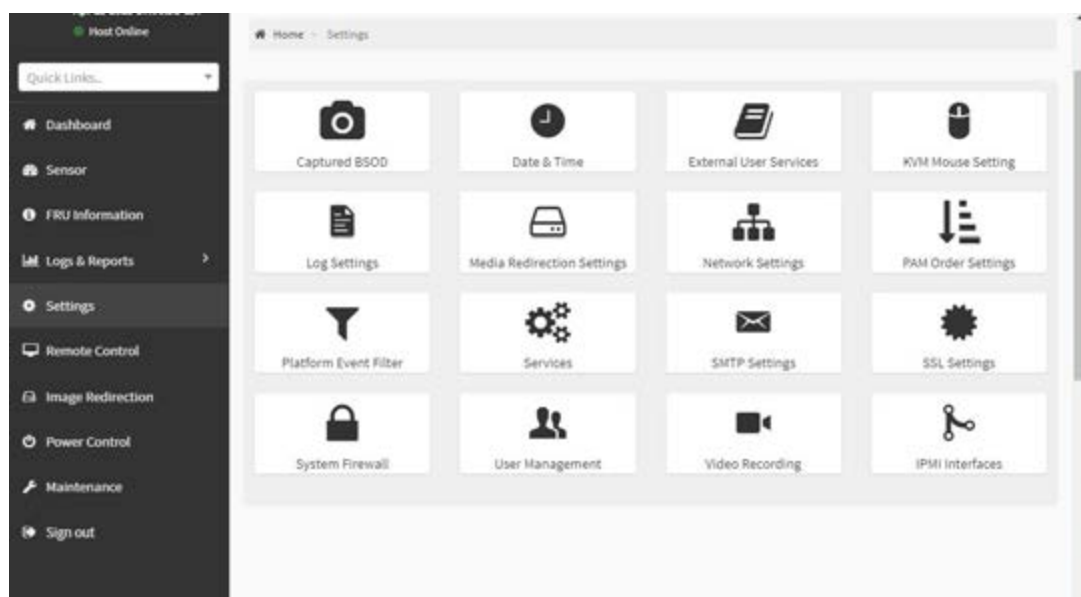 Host Online
Quick Links...
Dashboard
Sensor
FRU Information
Logs & Reports
Settings
Remote Control
Image Redirection
Power Control
Maintenance
Sign out
Home - Settings
Captured BSOD
Date & Time
External User Services
KVM Mouse Setting
Log Settings
Media Redirection Settings
Network Settings
PAM Order Settings
Platform Event Filter
Services
SMTP Settings
SSL Settings
System Firewall
User Management
Video Recording
IPMI Interfaces